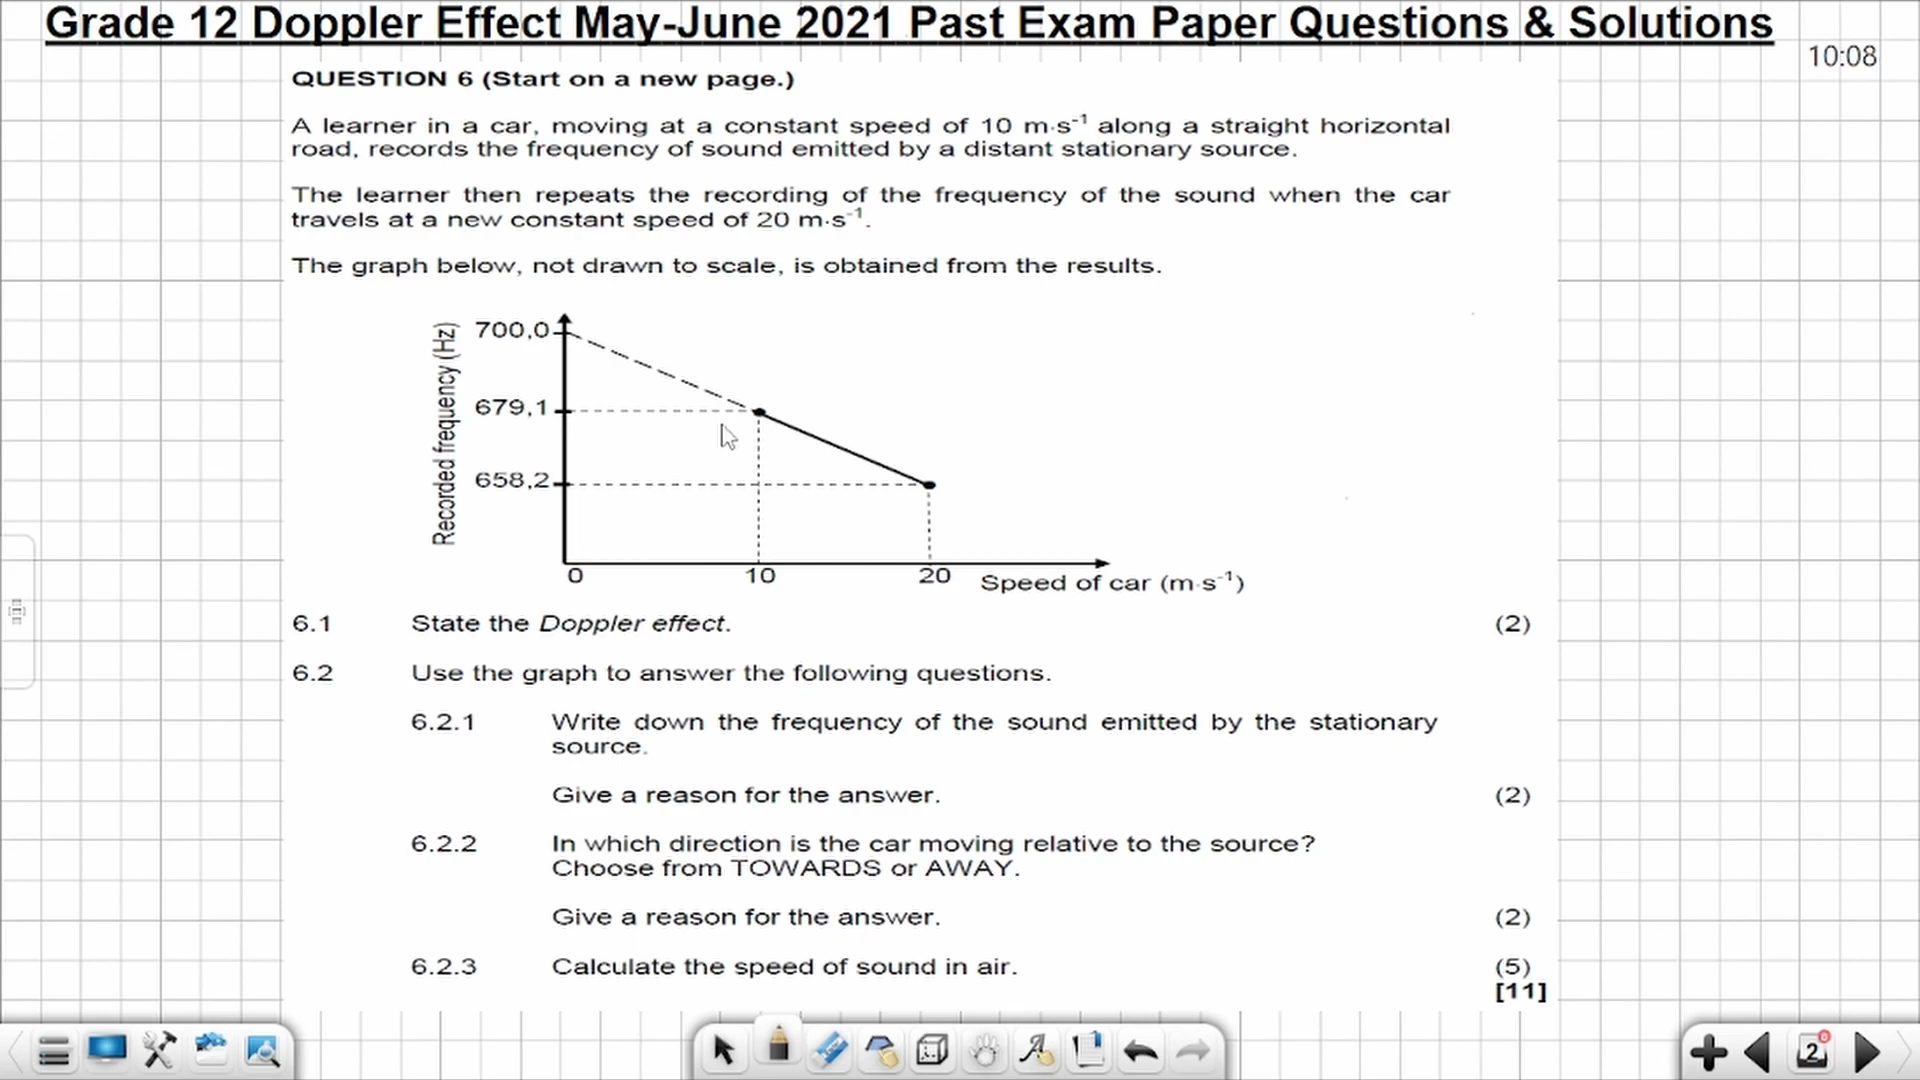 Grade 12 Doppler Effect May-June 2021 Past Exam Paper Questions & Solutions
10:08
QUESTION 6 (Start on a new page.)
A learner in a car, moving at a constant speed of 10 m·s⁻¹ along a straight horizontal
road, records the frequency of sound emitted by a distant stationary source.
The learner then repeats the recording of the frequency of the sound when the car
travels at a new constant speed of 20 m·s⁻¹.
The graph below, not drawn to scale, is obtained from the results.
Recorded frequency (Hz)
700,0
679,1
658,2
0 10 20 Speed of car (m·s⁻¹)
6.1 State the Doppler effect. (2)
6.2 Use the graph to answer the following questions.
6.2.1 Write down the frequency of the sound emitted by the stationary
source.
Give a reason for the answer. (2)
6.2.2 In which direction is the car moving relative to the source?
Choose from TOWARDS or AWAY.
Give a reason for the answer. (2)
6.2.3 Calculate the speed of sound in air. (5)
[11]
2
0